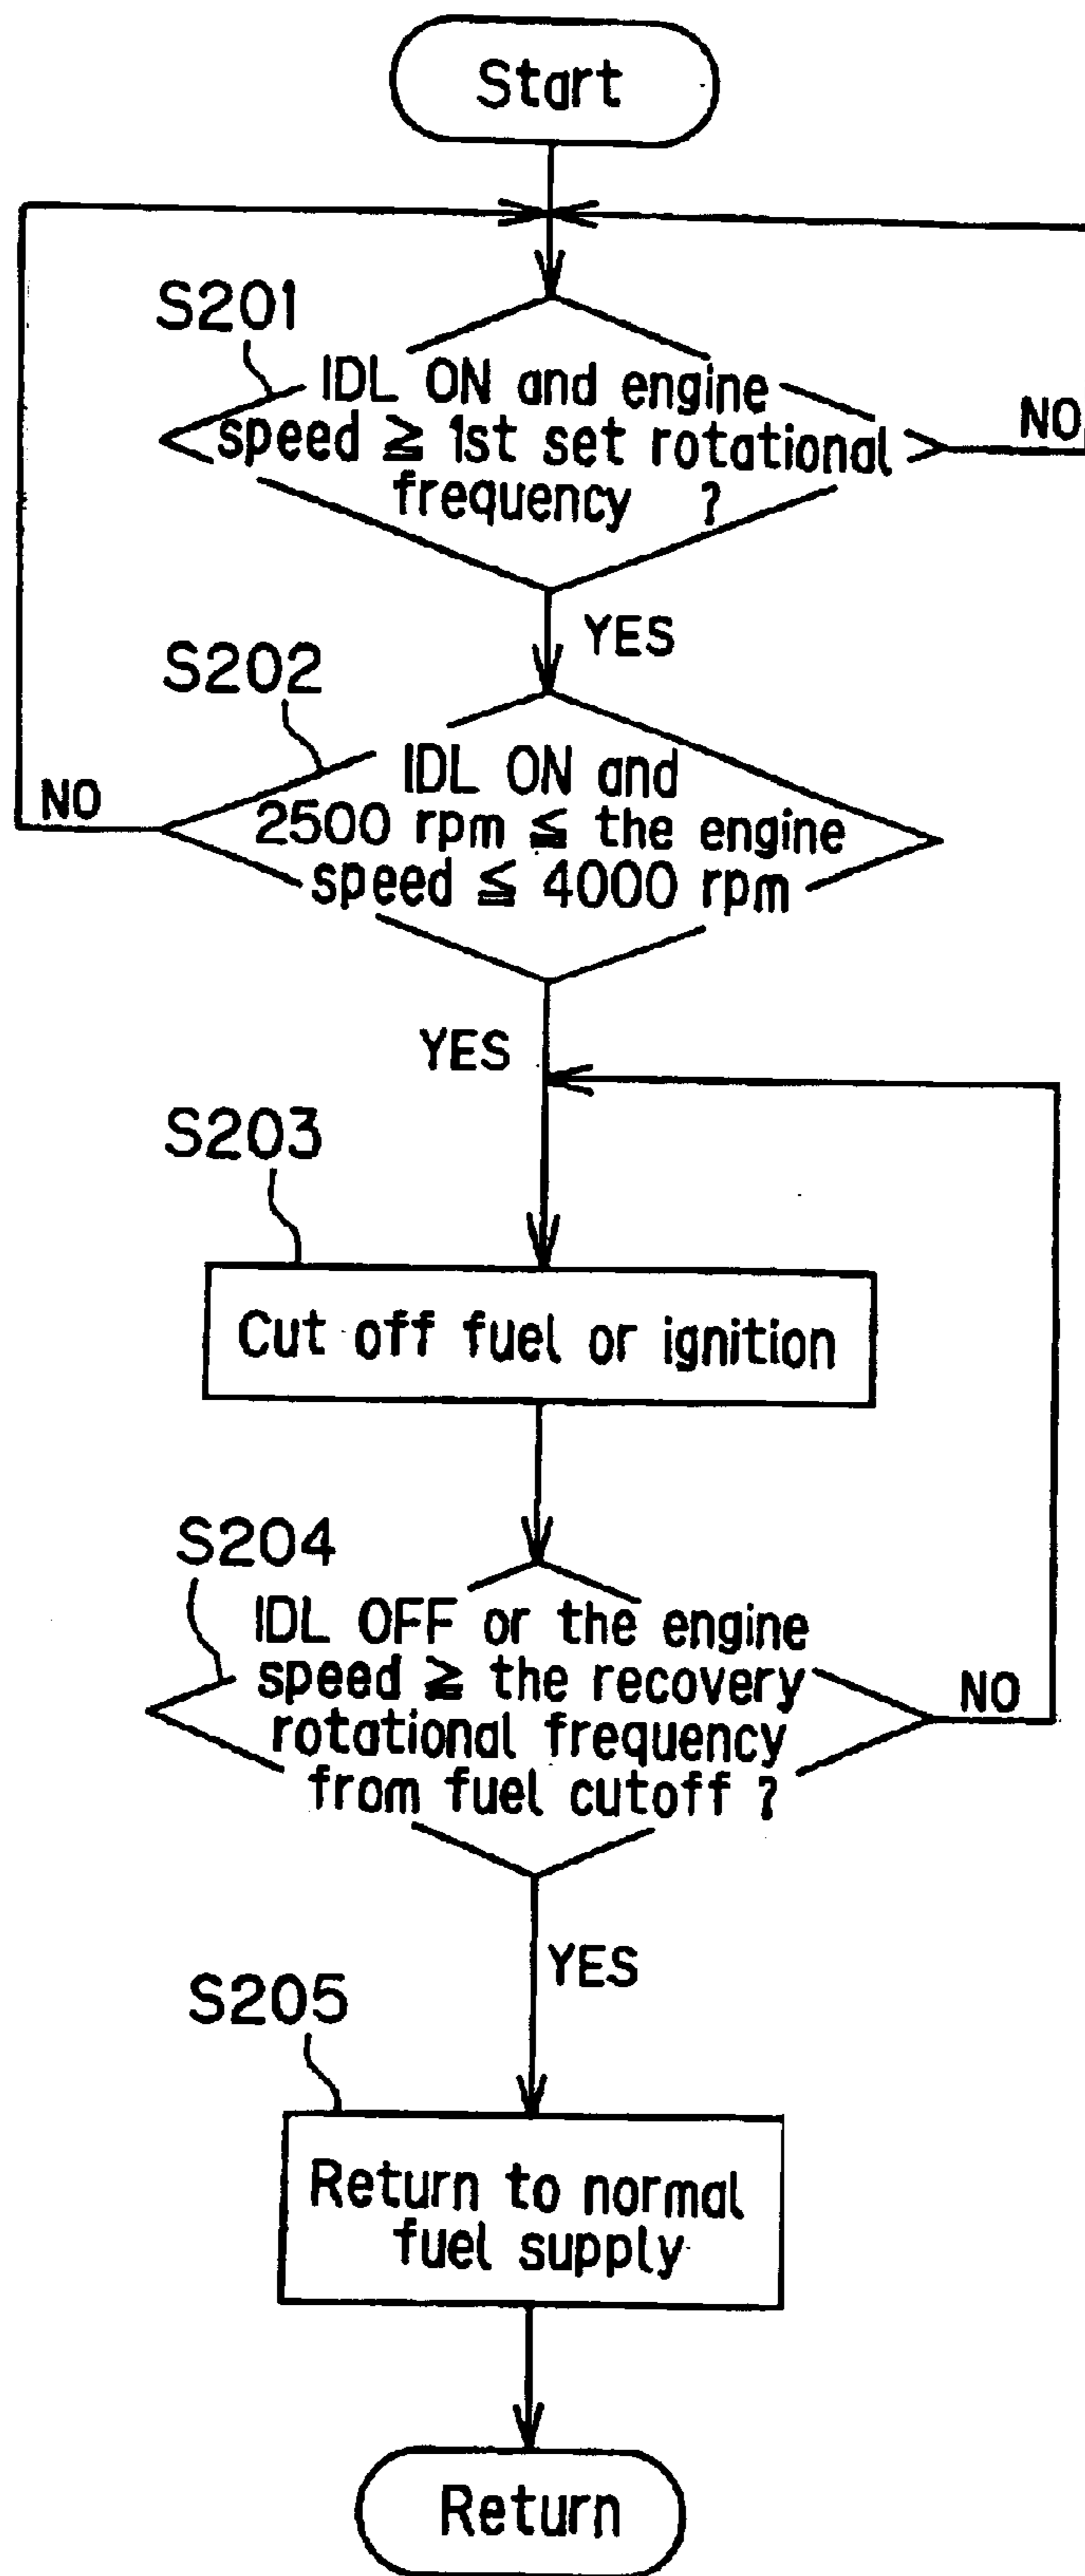 Start
S201
IDL ON and engine
speed ≧ 1st set rotational
frequency ?
NO
YES
S202
IDL ON and
2500 rpm ≦ the engine
speed ≦ 4000 rpm
NO
YES
S203
Cut off fuel or ignition
S204
IDL OFF or the engine
speed ≧ the recovery
rotational frequency
from fuel cutoff ?
NO
YES
S205
Return to normal
fuel supply
Return